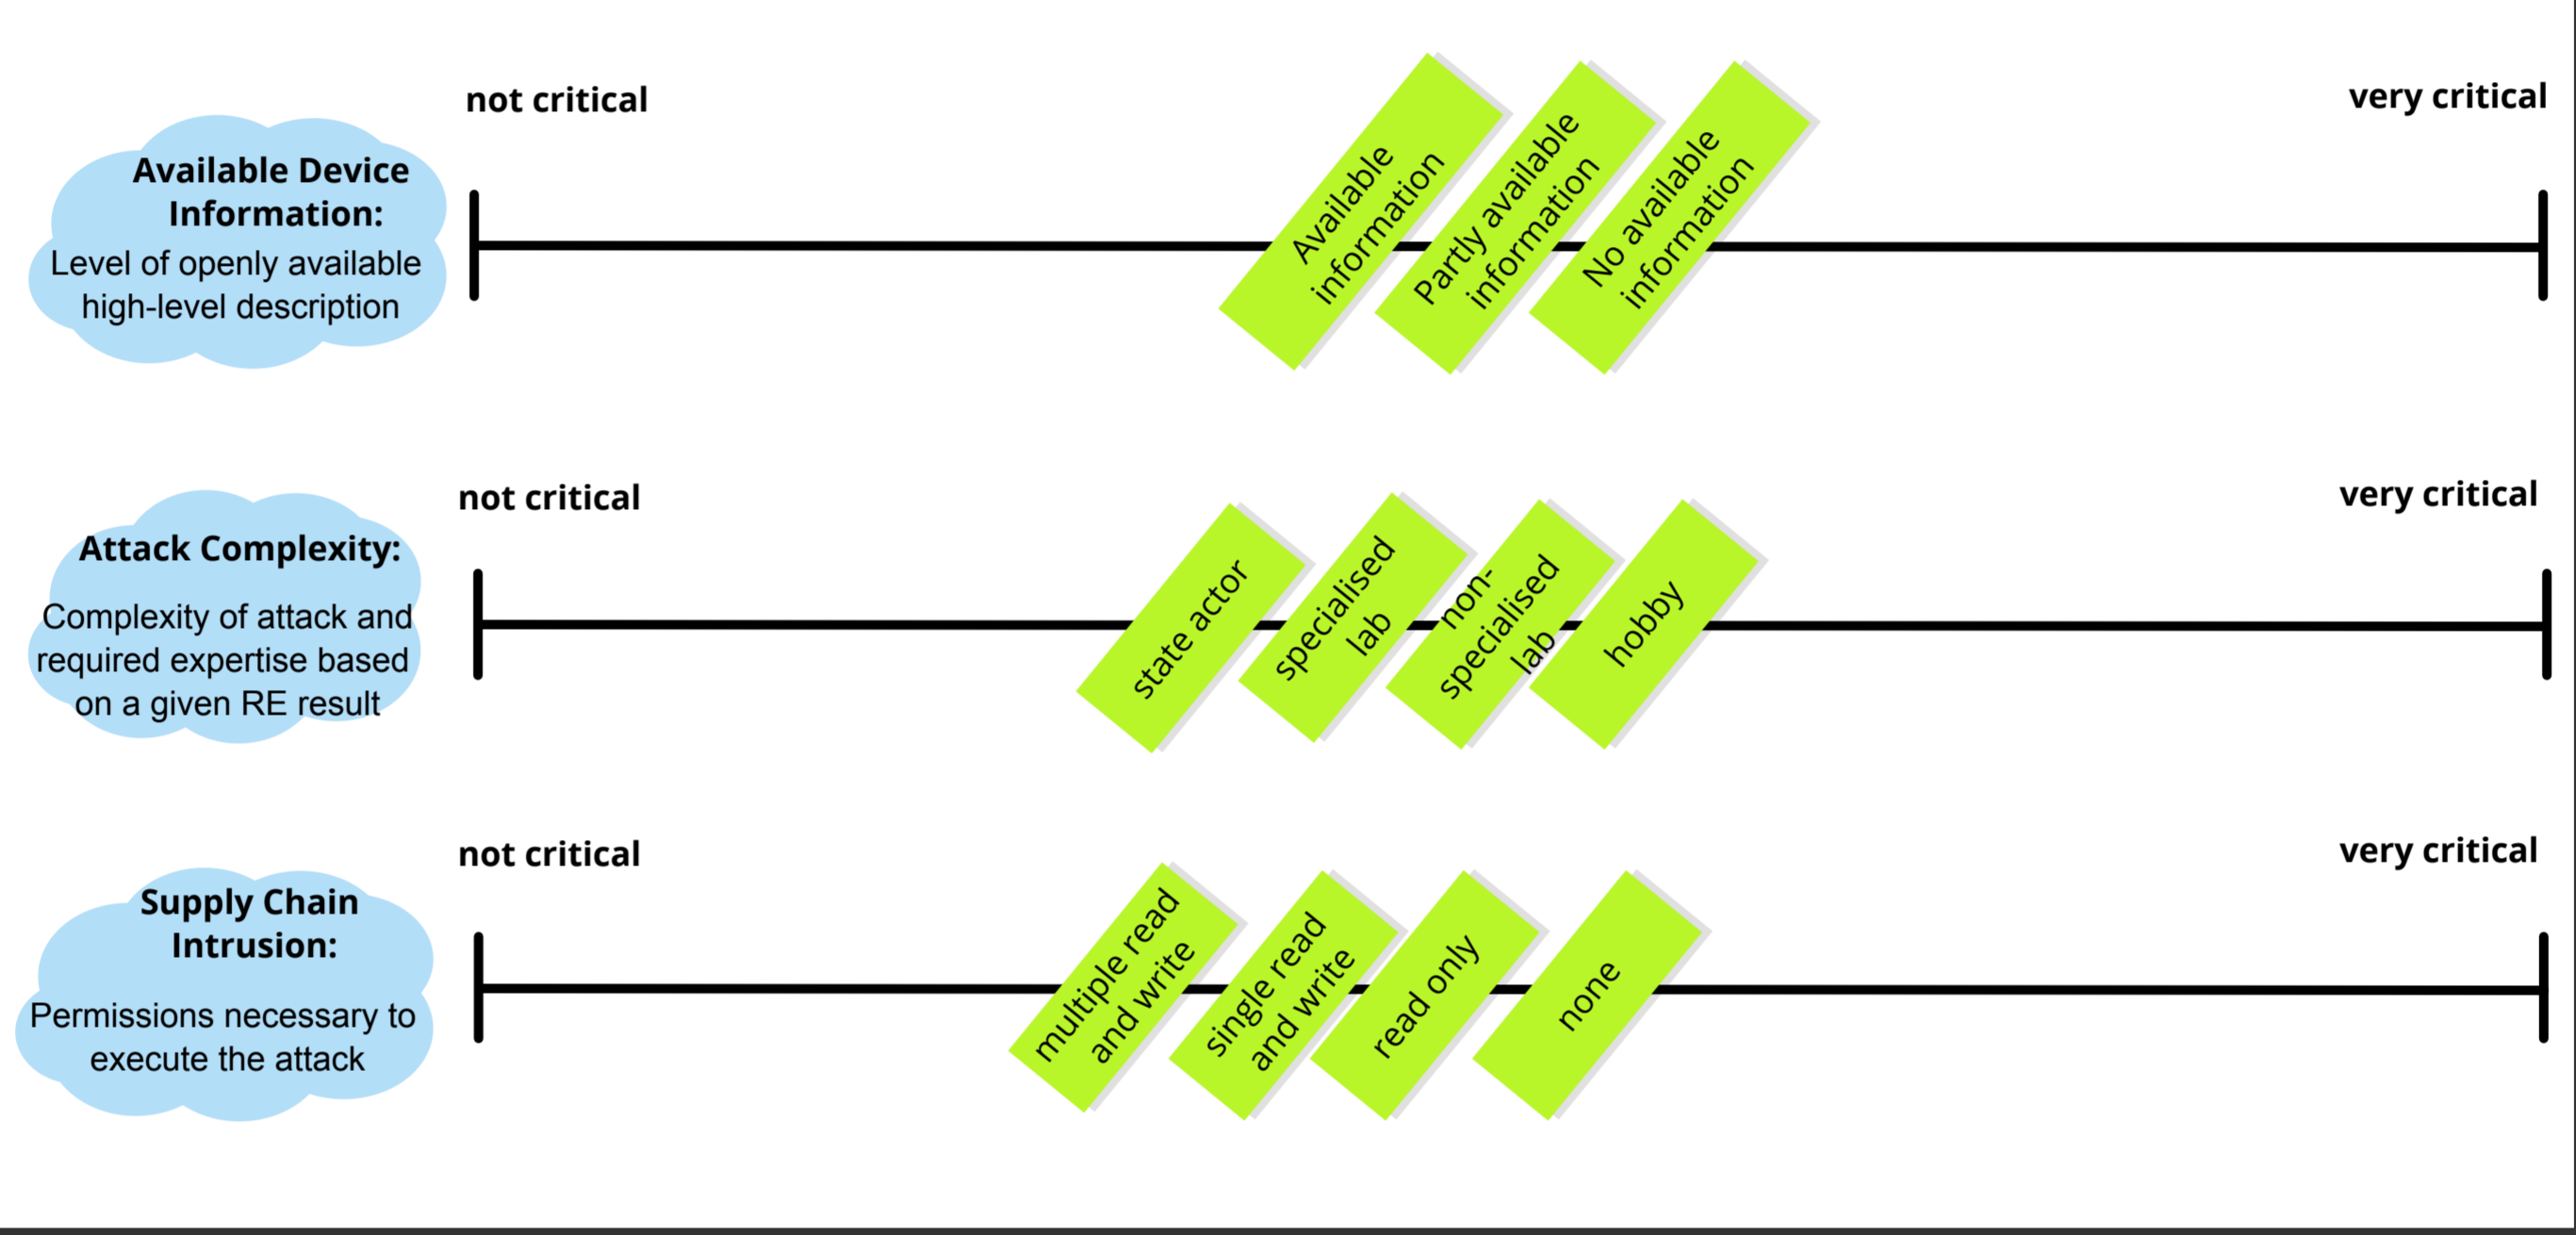 not critical
very critical
Available Device
Information:
Level of openly available
high-level description
Available
information
Partly available
information
No available
information
not critical
very critical
Attack Complexity:
Complexity of attack and
required expertise based
on a given RE result
state actor
specialised
lab
non-
specialised
lab
hobby
not critical
very critical
Supply Chain
Intrusion:
Permissions necessary to
execute the attack
multiple read
and write
single read
and write
read only
none